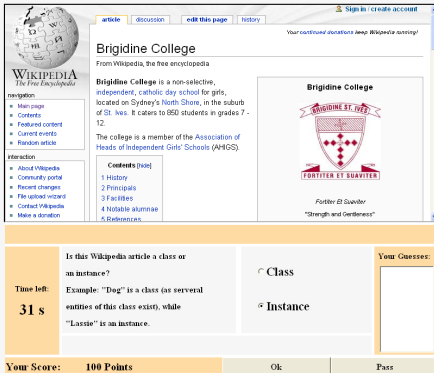 Sign in / create account
article discussion edit this page history
Your continued donations keep Wikipedia running!
Brigidine College
From Wikipedia, the free encyclopedia
WIKIPEDIA
The Free Encyclopedia
navigation
Main page
Contents
Featured content
Current events
Random article
interaction
About Wikipedia
Community portal
Recent changes
File upload wizard
Contact Wikipedia
Make a donation
Brigidine College is a non-selective,
independent, catholic day school for girls,
located on Sydney's North Shore, in the suburb
of St. Ives. It caters to 850 students in grades 7 -
12.
The college is a member of the Association of
Heads of Independent Girls' Schools (AHIGS).
Contents [hide]
1 History
2 Principals
3 Facilities
4 Notable alumnae
5 References
Brigidine College
BRIGIDINE ST. IVES
FORTITER ET SUAVITER
Fortiter Et Suaviter
"Strength and Gentleness"
Time left:
31 s
Is this Wikipedia article a class or
an instance?
Example: "Dog" is a class (as serveral
entities of this class exist), while
"Lassie" is an instance.
Class
Instance
Your Guesses:
Your Score: 100 Points
Ok
Pass